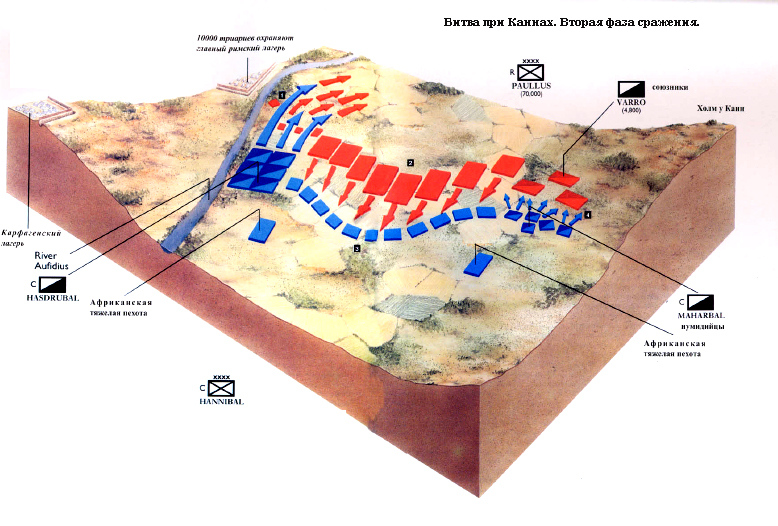 Битва при Каннах. Вторая фаза сражения.
10000 триариев охраняют
главный римский лагерь
xxxx
R
PAULLUS
(70,000)
союзники
VARRO
(4,800)
Холм у Канн
1
2
3
4
Карфагенский
лагерь
River
Aufidius
C
HASDRUBAL
Африканская
тяжелая пехота
C
MAHARBAL
нумидийцы
Африканская
тяжелая пехота
xxxx
C
HANNIBAL